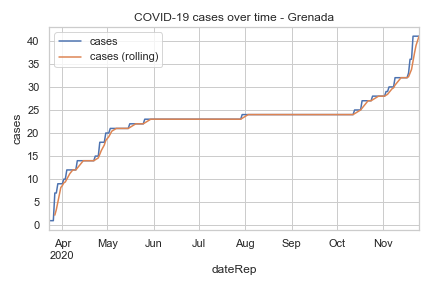 COVID-19 cases over time - Grenada
cases
cases (rolling)
40
35
30
25
20
15
10
5
0
cases
Apr May Jun Jul Aug Sep Oct Nov
2020
dateRep